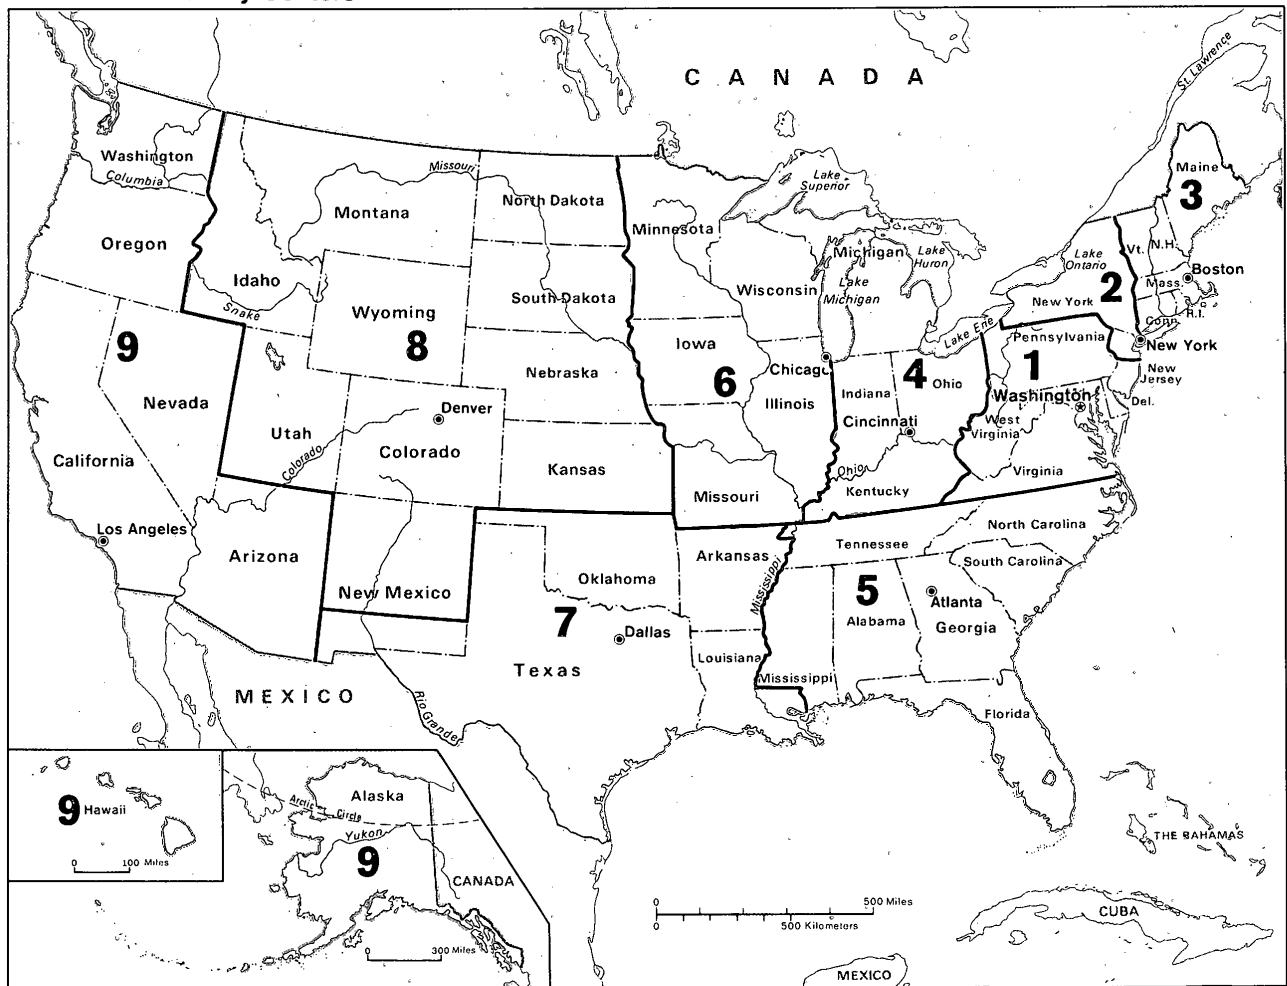 C A N A D A
St. Lawrence
Washington
Columbia
Missouri
Maine
3
North Dakota
Montana
Minnesota
Lake
Superior
Oregon
Idaho
Michigan
Lake
Huron
Lake
Ontario
Vt.
N.H.
Boston
South Dakota
Wisconsin
Lake
Michigan
Mass.
2
New York
Snake
Wyoming
Conn.
R.I.
9
8
Iowa
Lake Erie
Pennsylvania
New York
Nebraska
6
Chicago
4
Ohio
1
New
Jersey
Nevada
Denver
Illinois
Indiana
Washington
Del.
Utah
Colorado
Colorado
Cincinnati
West
Virginia
California
Kansas
Ohio
Virginia
Missouri
Kentucky
Los Angeles
North Carolina
Arizona
Arkansas
Tennessee
South Carolina
Oklahoma
Mississippi
New Mexico
5
Atlanta
7
Dallas
Alabama
Georgia
Texas
Louisiana
Mississippi
M E X I C O
Rio Grande
Florida
9
Hawaii
0 100 Miles
Alaska
Arctic
Circle
Yukon
9
CANADA
0 300 Miles
THE BAHAMAS
0 500 Miles
0 500 Kilometers
CUBA
MEXICO